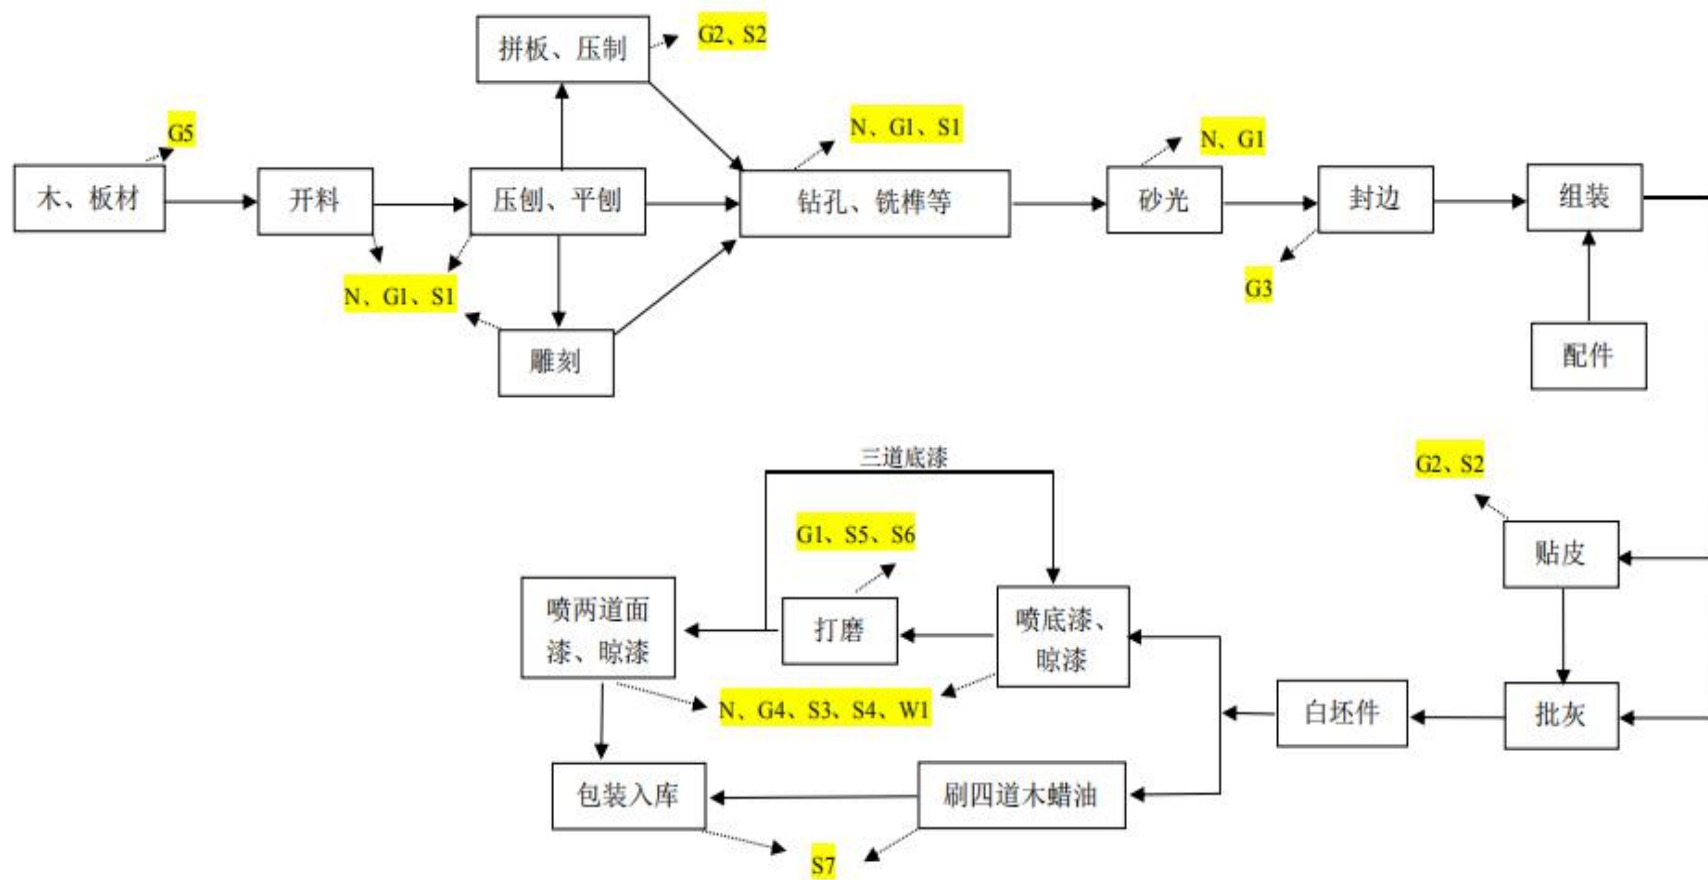 拼板、压制
G2、S2
G5
N、G1、S1
N、G1
木、板材
开料
压刨、平刨
钻孔、铣榫等
砂光
封边
组装
N、G1、S1
G3
雕刻
配件
三道底漆
G2、S2
G1、S5、S6
贴皮
喷两道面
漆、晾漆
打磨
喷底漆、
晾漆
N、G4、S3、S4、W1
白坯件
批灰
包装入库
刷四道木蜡油
S7